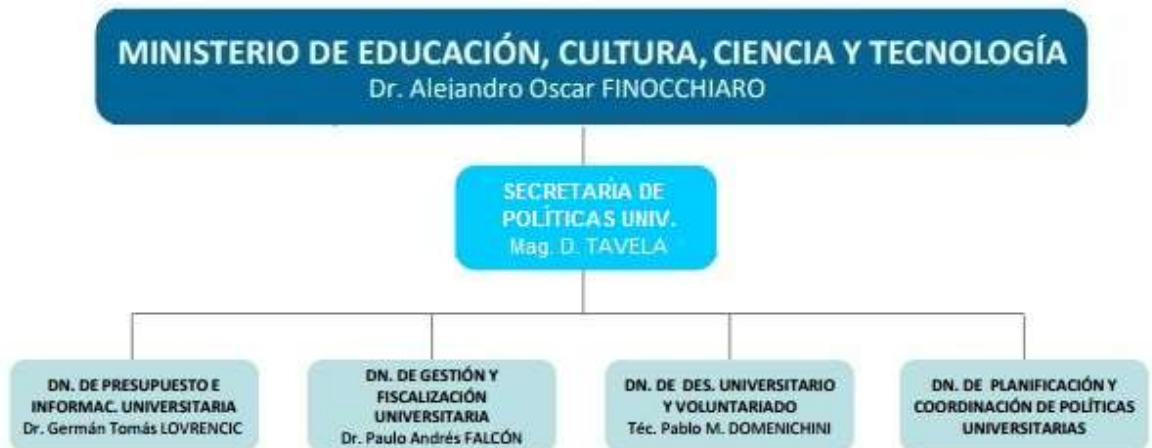 MINISTERIO DE EDUCACIÓN, CULTURA, CIENCIA Y TECNOLOGÍA
Dr. Alejandro Oscar FINOCCHIARO
SECRETARÍA DE
POLÍTICAS UNIV.
Mag. D. TAVELA
DN. DE PRESUPUESTO E
INFORMAC. UNIVERSITARIA
Dr. Germán Tomás LOVRENCIC
DN. DE GESTIÓN Y
FISCALIZACIÓN
UNIVERSITARIA
Dr. Paulo Andrés FALCÓN
DN. DE DES. UNIVERSITARIO
Y VOLUNTARIADO
Téc. Pablo M. DOMENICHINI
DN. DE PLANIFICACIÓN Y
COORDINACIÓN DE POLÍTICAS
UNIVERSITARIAS